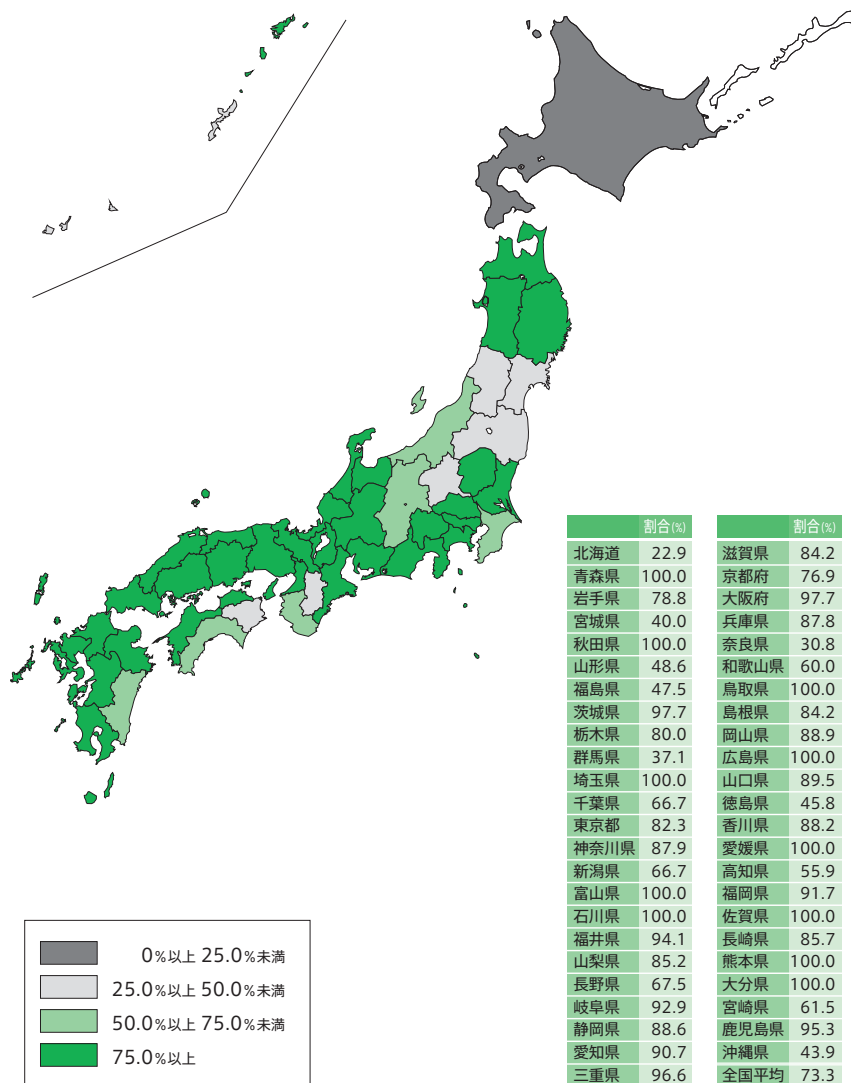 割合(%)
北海道 22.9
青森県 100.0
岩手県 78.8
宮城県 40.0
秋田県 100.0
山形県 48.6
福島県 47.5
茨城県 97.7
栃木県 80.0
群馬県 37.1
埼玉県 100.0
千葉県 66.7
東京都 82.3
神奈川県 87.9
新潟県 66.7
富山県 100.0
石川県 100.0
福井県 94.1
山梨県 85.2
長野県 67.5
岐阜県 92.9
静岡県 88.6
愛知県 90.7
三重県 96.6
割合(%)
滋賀県 84.2
京都府 76.9
大阪府 97.7
兵庫県 87.8
奈良県 30.8
和歌山県 60.0
鳥取県 100.0
島根県 84.2
岡山県 88.9
広島県 100.0
山口県 89.5
徳島県 45.8
香川県 88.2
愛媛県 100.0
高知県 55.9
福岡県 91.7
佐賀県 100.0
長崎県 85.7
熊本県 100.0
大分県 100.0
宮崎県 61.5
鹿児島県 95.3
沖縄県 43.9
全国平均 73.3
0%以上 25.0%未満
25.0%以上 50.0%未満
50.0%以上 75.0%未満
75.0%以上